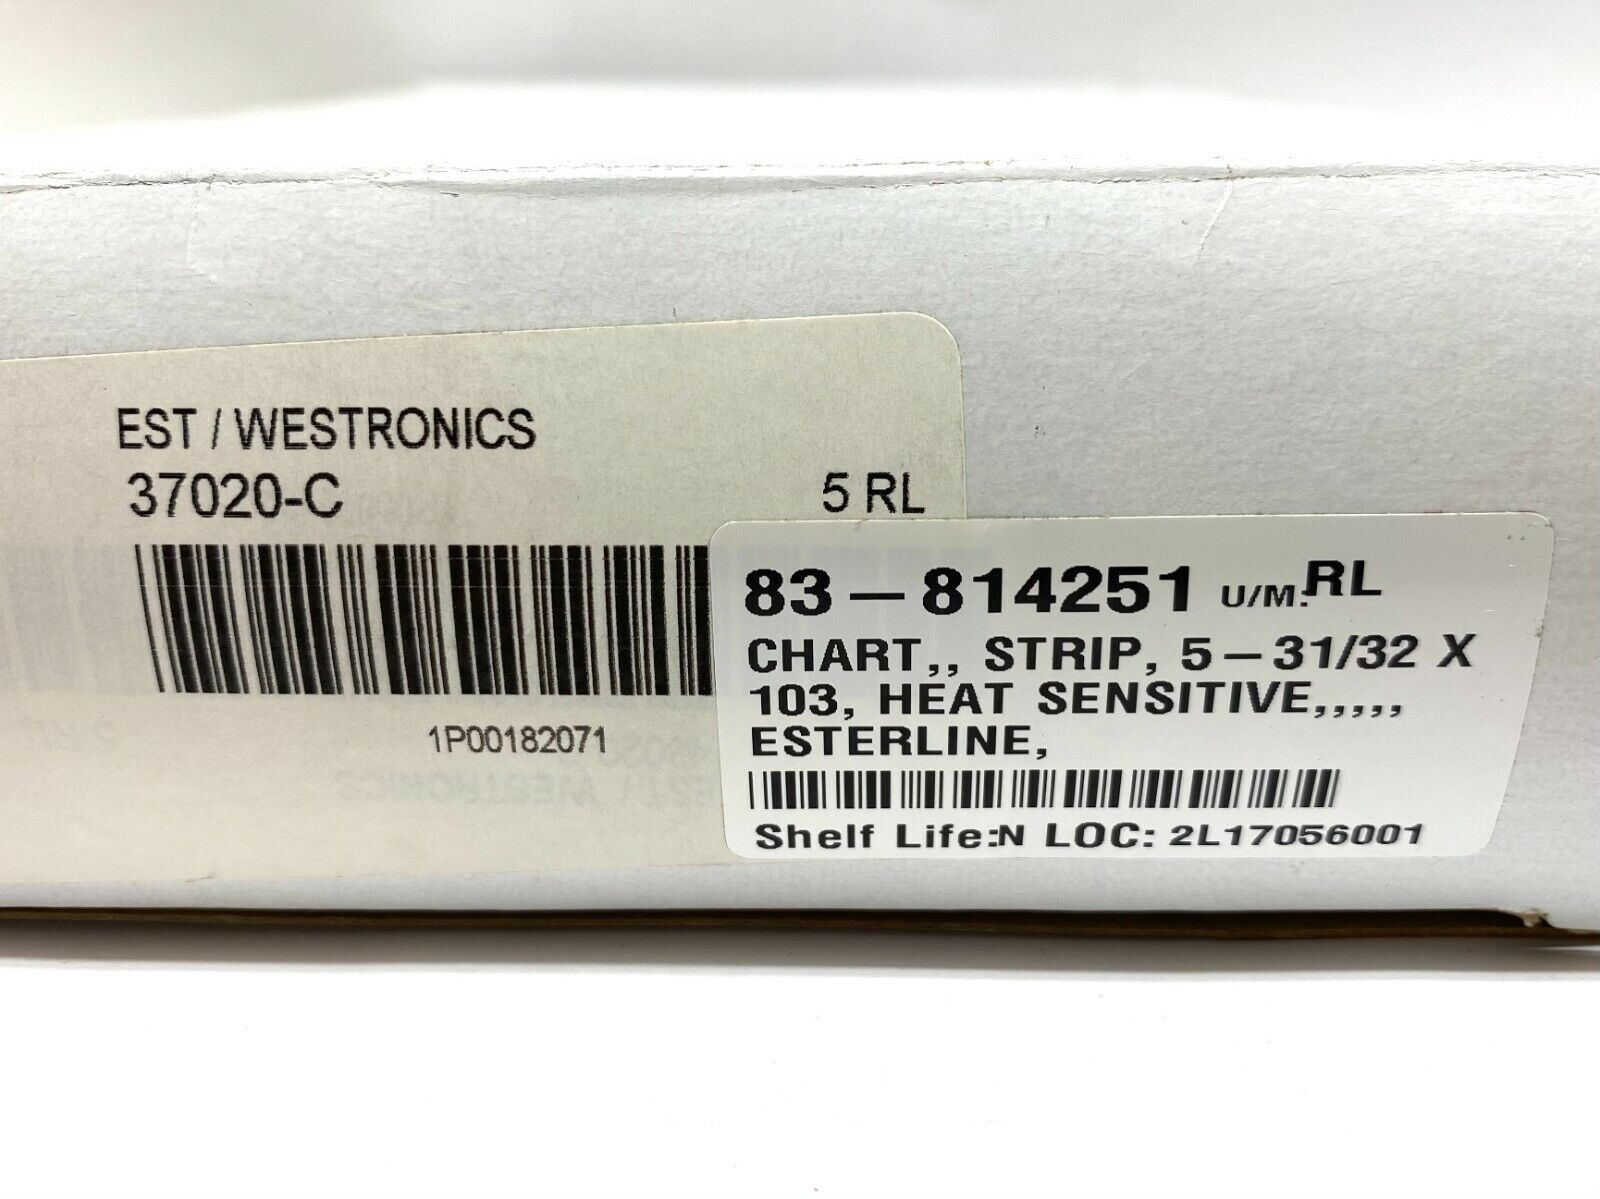 EST / WESTRONICS
37020-C 5 RL
1P00182071
83-814251 U/M:RL
CHART,, STRIP, 5-31/32 X
103, HEAT SENSITIVE,,,,,
ESTERLINE,
Shelf Life:N LOC: 2L17056001